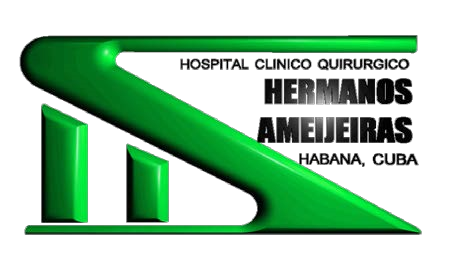 HOSPITAL CLINICO QUIRURGICO
HERMANOS
AMEIJEIRAS
HABANA, CUBA